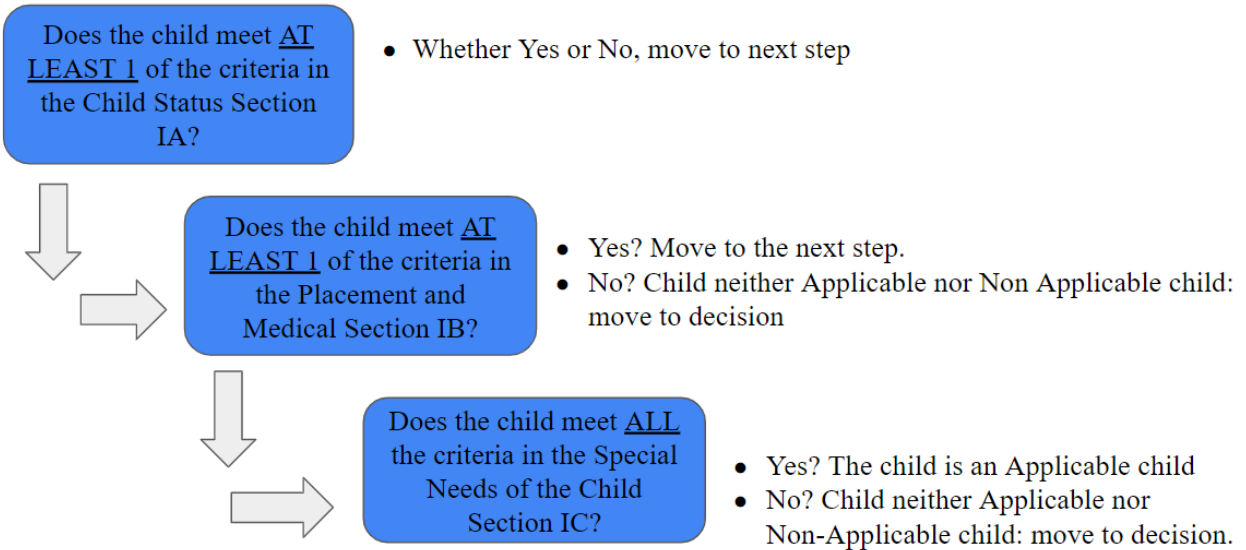 Does the child meet AT
LEAST 1 of the criteria in
the Child Status Section
IA?
● Whether Yes or No, move to next step
Does the child meet AT
LEAST 1 of the criteria in
the Placement and
Medical Section IB?
● Yes? Move to the next step.
● No? Child neither Applicable nor Non Applicable child:
move to decision
Does the child meet ALL
the criteria in the Special
Needs of the Child
Section IC?
● Yes? The child is an Applicable child
● No? Child neither Applicable nor
Non-Applicable child: move to decision.